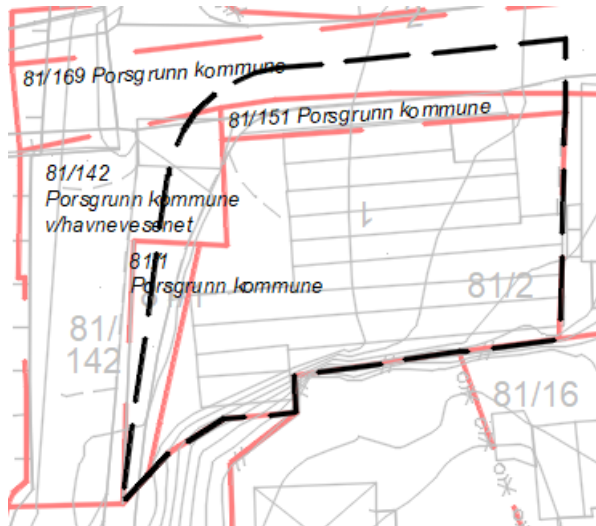 81/169 Porsgrunn kommune
81/151 Porsgrunn kommune
81/142
Porsgrunn kommune
v/havnevesenet
1
81/1
Porsgrunn kommune
81/2
81/
142
81/16